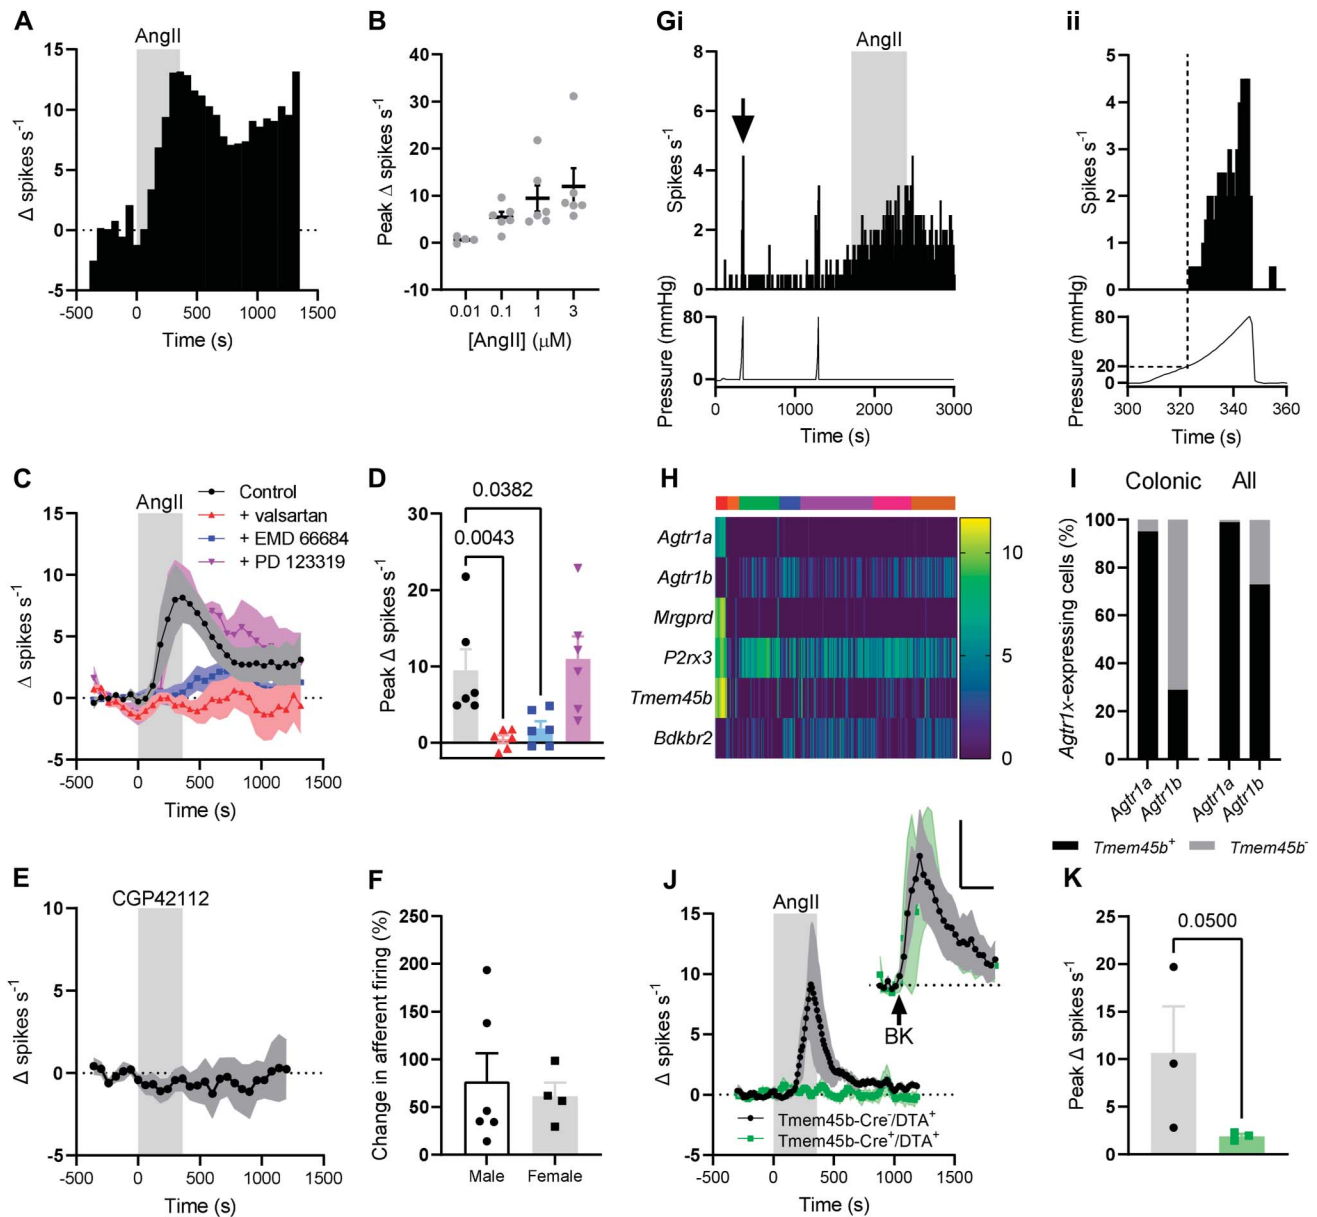 A
AngII
15
10
5
0
-5
Δ spikes s-1
-500 0 500 1000 1500
Time (s)
B
40
30
20
10
0
-10
Peak Δ spikes s-1
0.01 0.1 1 3
[AngII] (μM)
Gi
AngII
8
6
4
2
0
Spikes s-1
80
0
Pressure (mmHg)
0 1000 2000 3000
Time (s)
ii
5
4
3
2
1
0
Spikes s-1
80
20
0
Pressure (mmHg)
300 320 340 360
Time (s)
C
AngII
Control
+ valsartan
+ EMD 66684
+ PD 123319
15
10
5
0
-5
Δ spikes s-1
-500 0 500 1000 1500
Time (s)
D
0.0382
0.0043
30
20
10
0
Peak Δ spikes s-1
H
Agtr1a
Agtr1b
Mrgprd
P2rx3
Tmem45b
Bdkbr2
10
5
0
I
Colonic All
100
80
60
40
20
0
Agtr1x-expressing cells (%)
Agtr1a Agtr1b Agtr1a Agtr1b
Tmem45b+ Tmem45b-
E
CGP42112
10
5
0
-5
Δ spikes s-1
-500 0 500 1000 1500
Time (s)
F
250
200
150
100
50
0
Change in afferent firing (%)
Male Female
J
AngII
BK
15
10
5
0
-5
Δ spikes s-1
Tmem45b-Cre-/DTA+
Tmem45b-Cre+/DTA+
-500 0 500 1000 1500
Time (s)
K
0.0500
25
20
15
10
5
0
Peak Δ spikes s-1